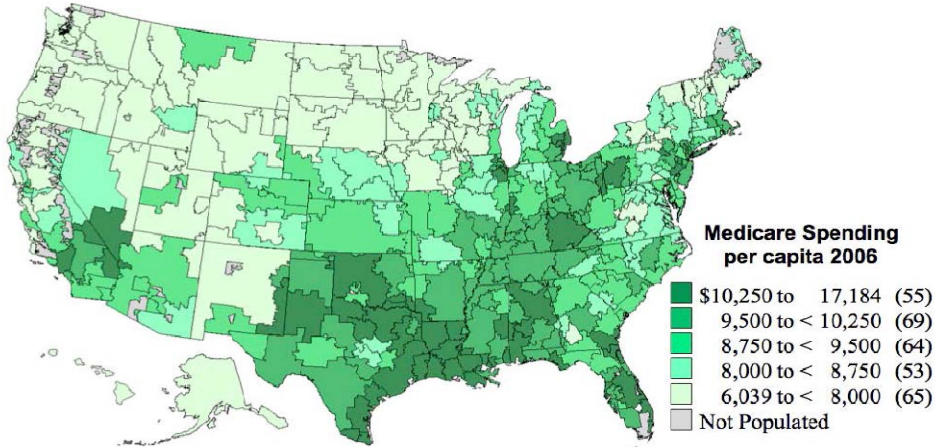 Medicare Spending
per capita 2006
$10,250 to 17,184 (55)
9,500 to < 10,250 (69)
8,750 to < 9,500 (64)
8,000 to < 8,750 (53)
6,039 to < 8,000 (65)
Not Populated